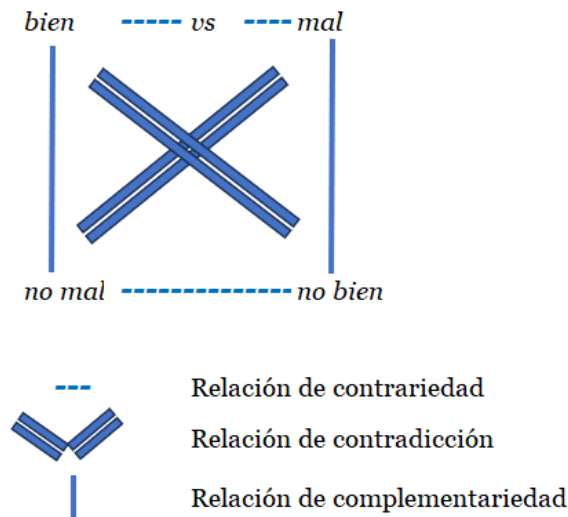 bien ----- vs ---- mal
no mal ------------- no bien
Relación de contrariedad
Relación de contradicción
Relación de complementariedad